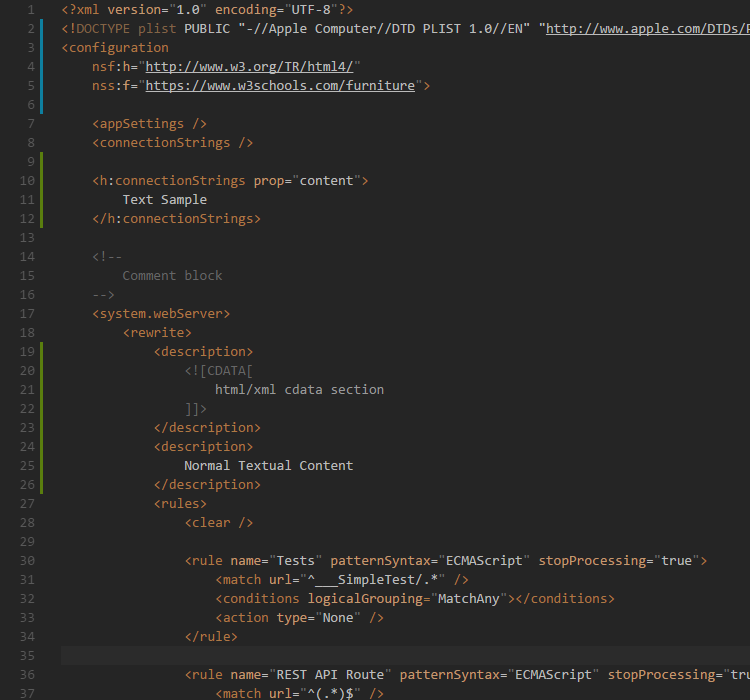 1 <?xml version="1.0" encoding="UTF-8"?>
2 <!DOCTYPE plist PUBLIC "-//Apple Computer//DTD PLIST 1.0//EN" "http://www.apple.com/DTDs/
3 <configuration
4 nsf:h="http://www.w3.org/TR/html4/"
5 nss:f="https://www.w3schools.com/furniture">
6
7 <appSettings />
8 <connectionStrings />
9
10 <h:connectionStrings prop="content">
11 Text Sample
12 </h:connectionStrings>
13
14 <!--
15 Comment block
16 -->
17 <system.webServer>
18 <rewrite>
19 <description>
20 <![CDATA[
21 html/xml cdata section
22 ]]>
23 </description>
24 <description>
25 Normal Textual Content
26 </description>
27 <rules>
28 <clear />
29
30 <rule name="Tests" patternSyntax="ECMAScript" stopProcessing="true">
31 <match url="^___SimpleTest/.*" />
32 <conditions logicalGrouping="MatchAny"></conditions>
33 <action type="None" />
34 </rule>
35
36 <rule name="REST API Route" patternSyntax="ECMAScript" stopProcessing="tru
37 <match url="^(.*)$" />